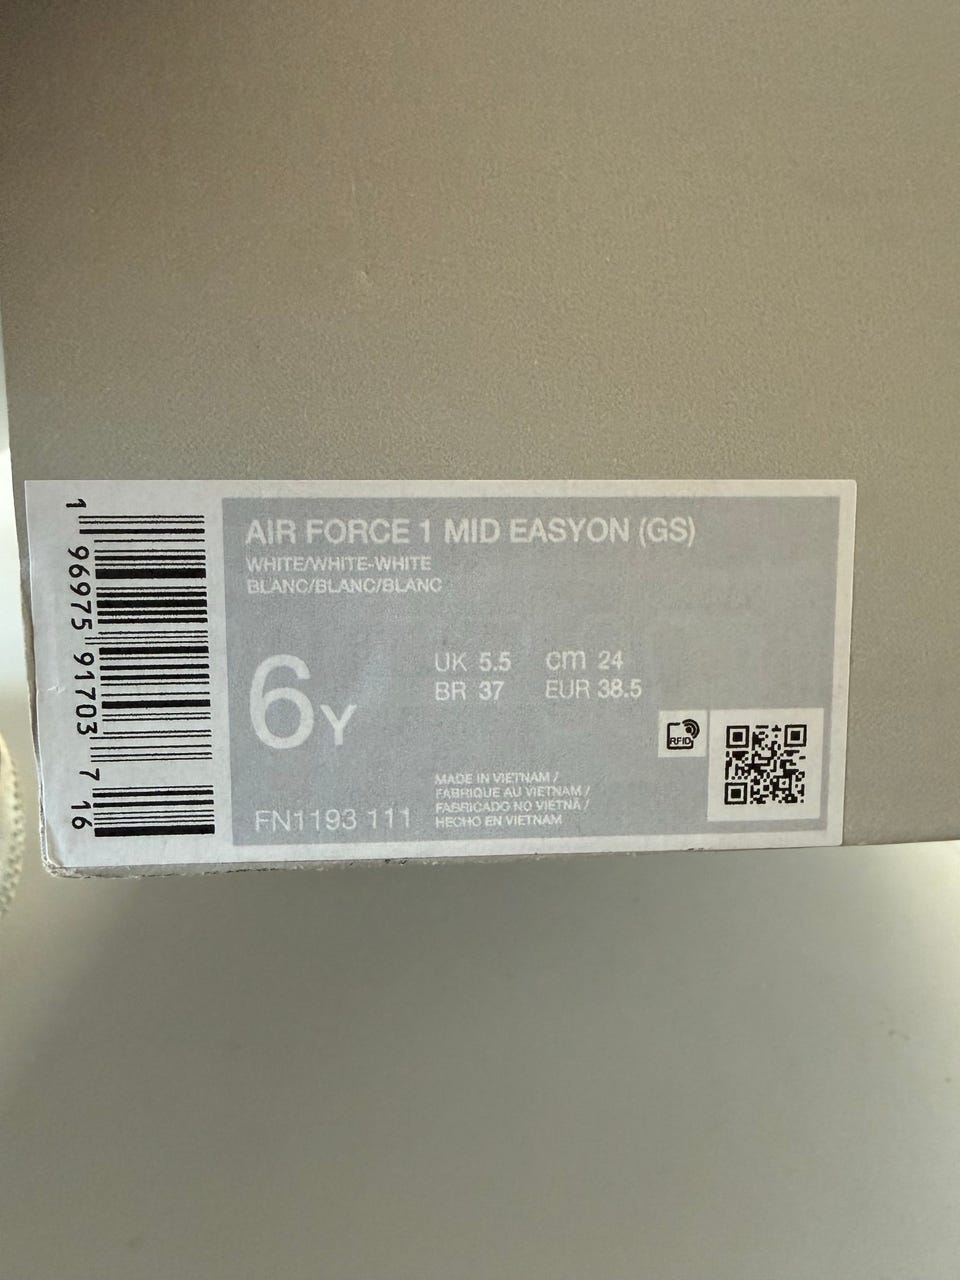 AIR FORCE 1 MID EASYON (GS)
WHITE/WHITE-WHITE
BLANC/BLANC/BLANC
6Y
UK 5.5 cm 24
BR 37 EUR 38.5
RFID
FN1193 111
MADE IN VIETNAM /
FABRIQUE AU VIETNAM /
FABRICADO NO VIETNÃ /
HECHO EN VIETNAM
1 96975 91703 7 16